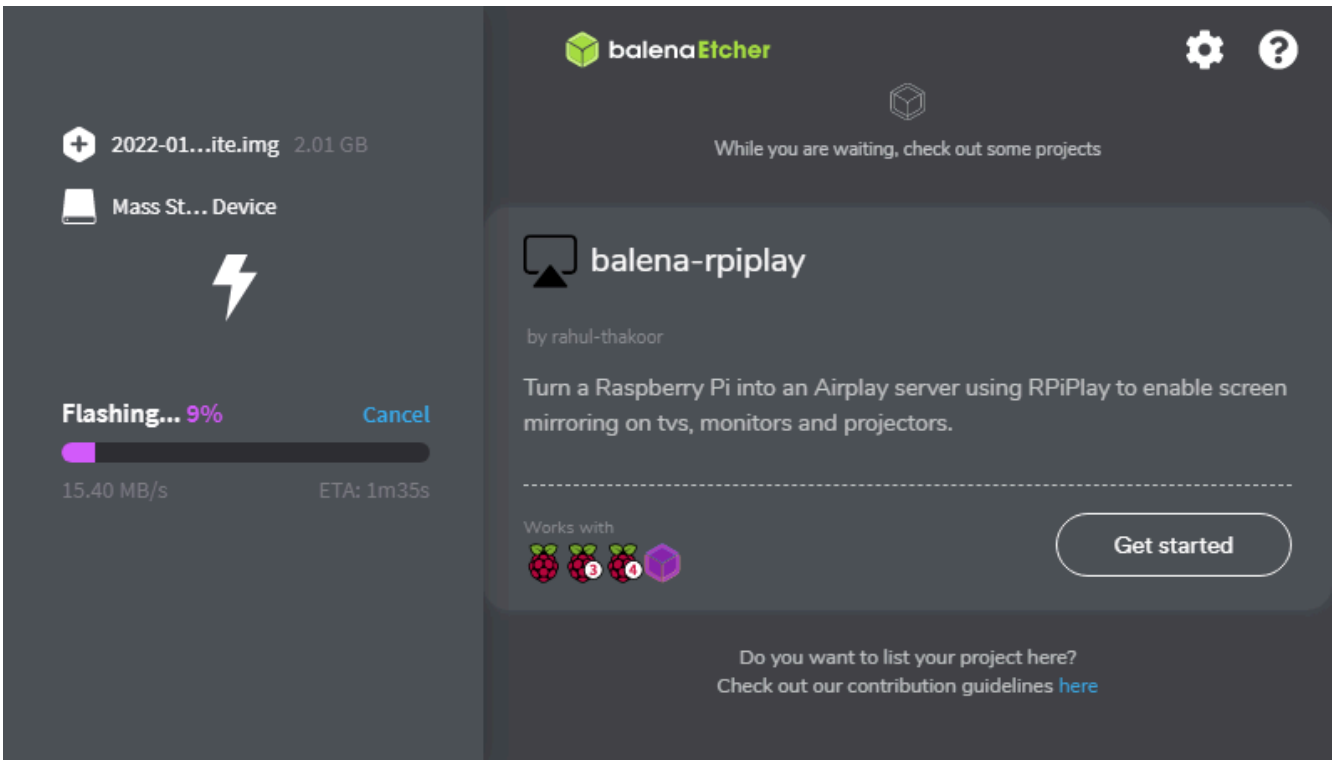 2022-01...ite.img 2.01 GB
Mass St... Device
Flashing... 9% Cancel
15.40 MB/s ETA: 1m35s
balenaEtcher
While you are waiting, check out some projects
balena-rpiplay
by rahul-thakoor
Turn a Raspberry Pi into an Airplay server using RPiPlay to enable screen
mirroring on tvs, monitors and projectors.
Works with
3 4
Get started
Do you want to list your project here?
Check out our contribution guidelines here